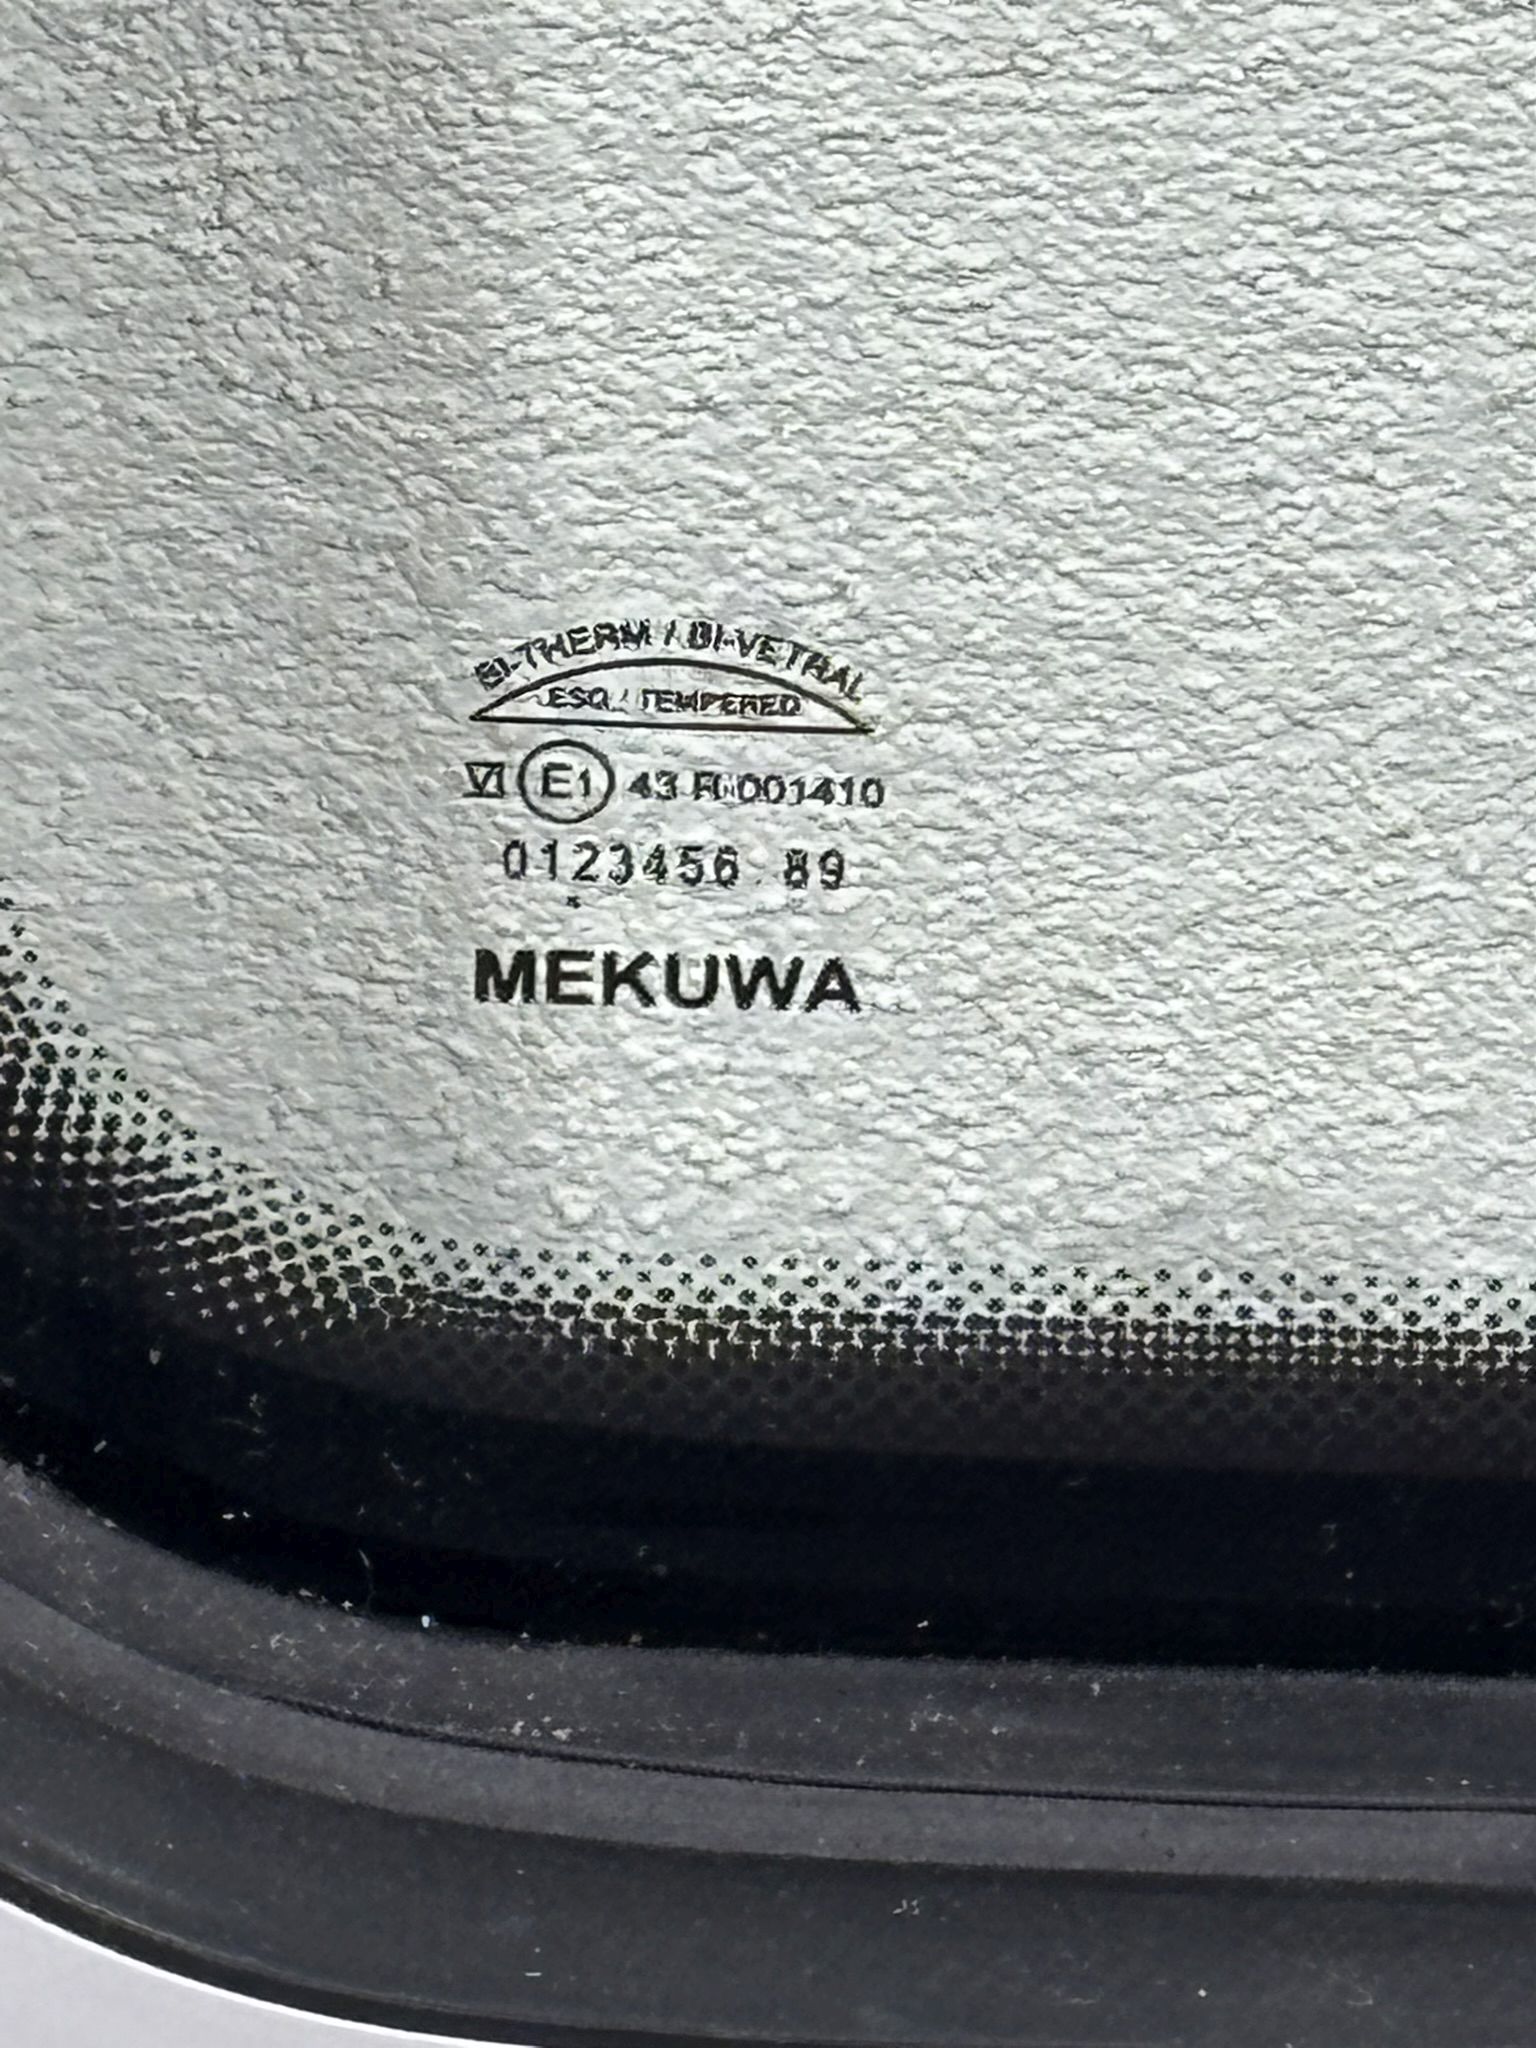 BI-THERM / BI-VETRAL
ESG / TEMPERED
VI E1 43 R-001410
0123456 89
MEKUWA